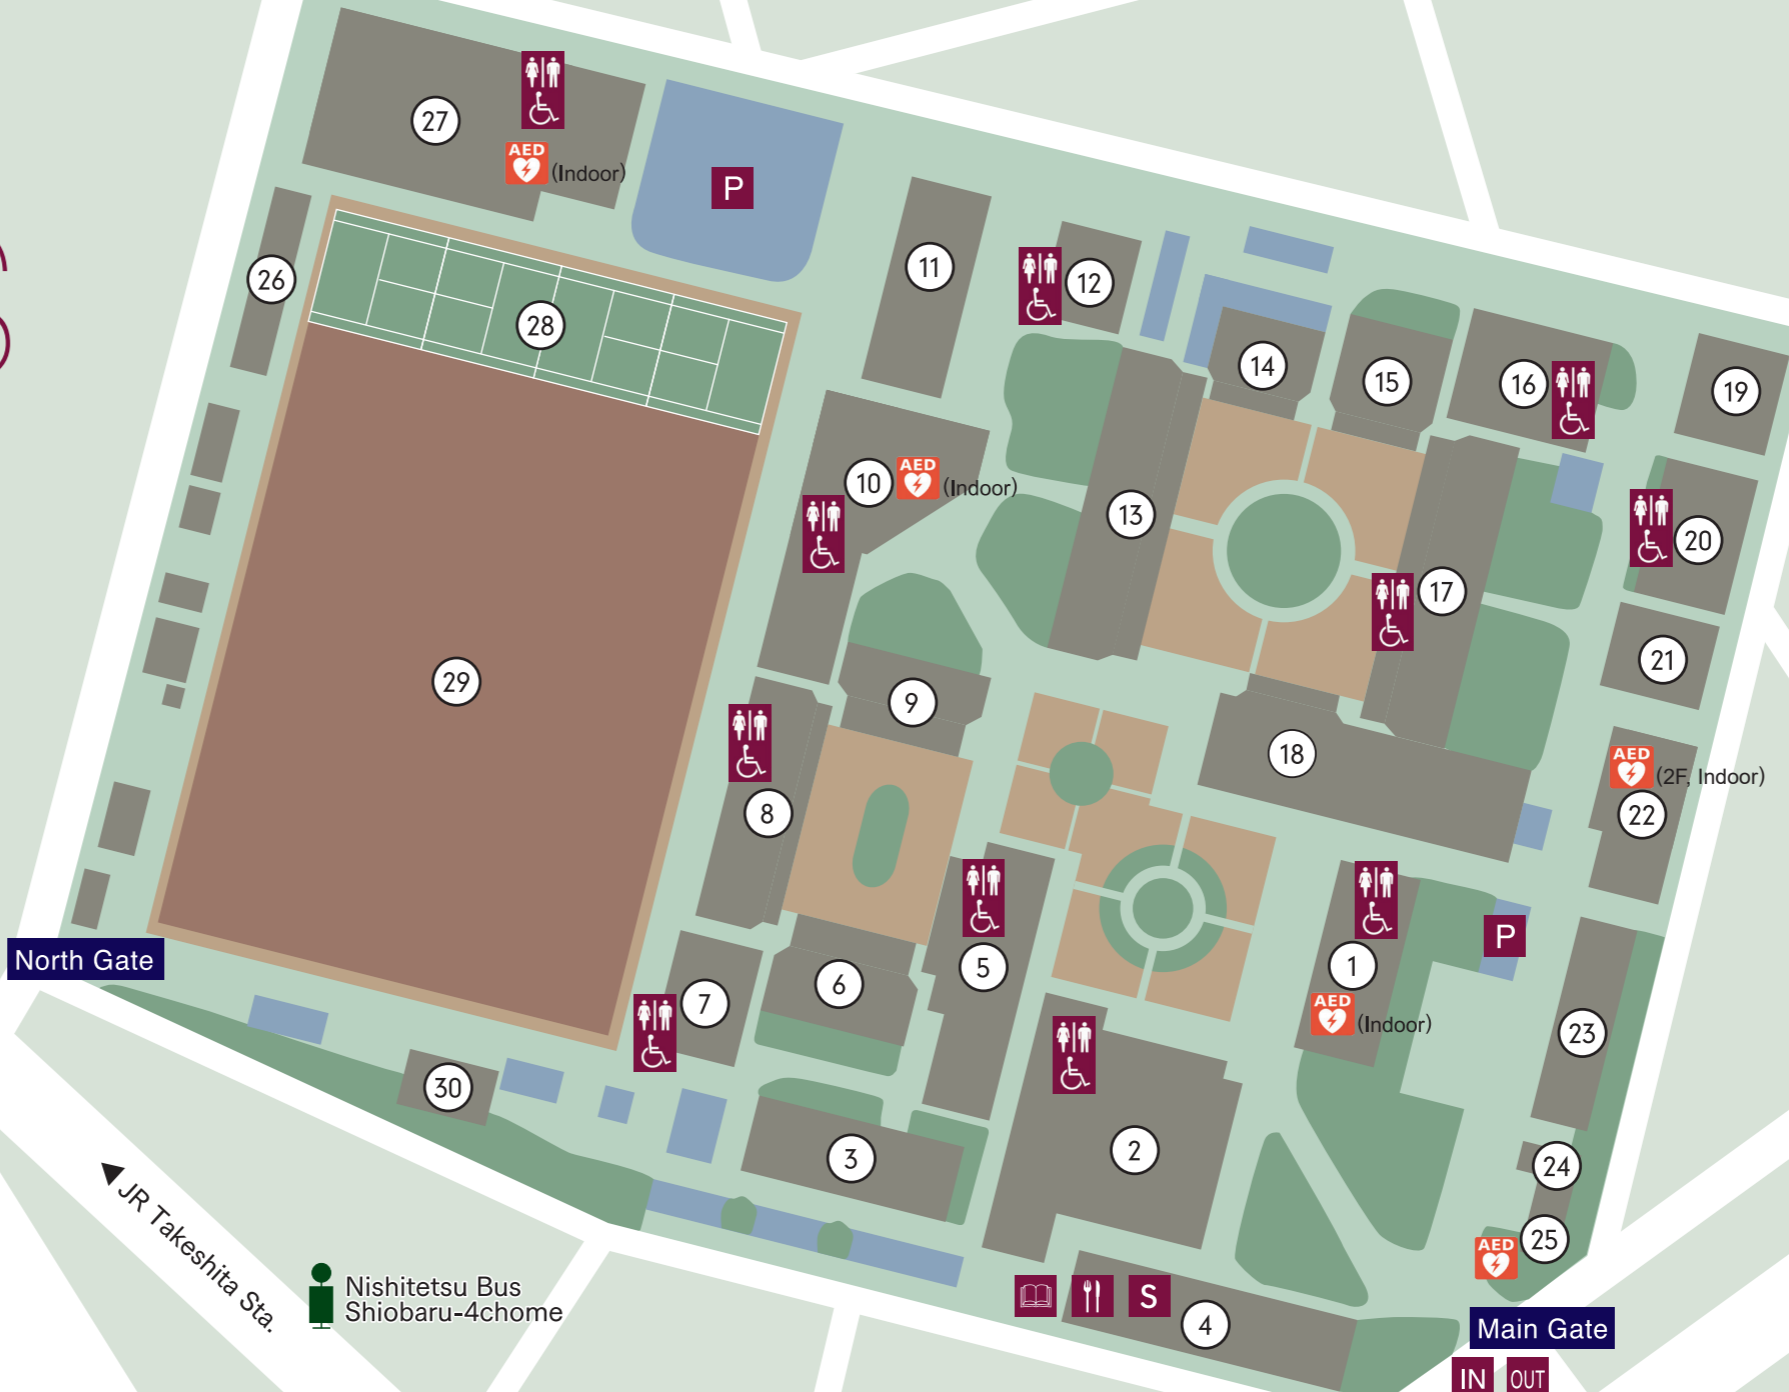 27
AED
(Indoor)
P
26
28
11
12
14
15
16
19
10
AED
(Indoor)
13
20
17
21
29
9
18
AED
(2F, Indoor)
22
8
5
1
P
North Gate
7
6
AED
(Indoor)
23
30
3
2
24
25
AED
JR Takeshita Sta.
Nishitetsu Bus
Shiobaru-4chome
S
4
Main Gate
IN OUT